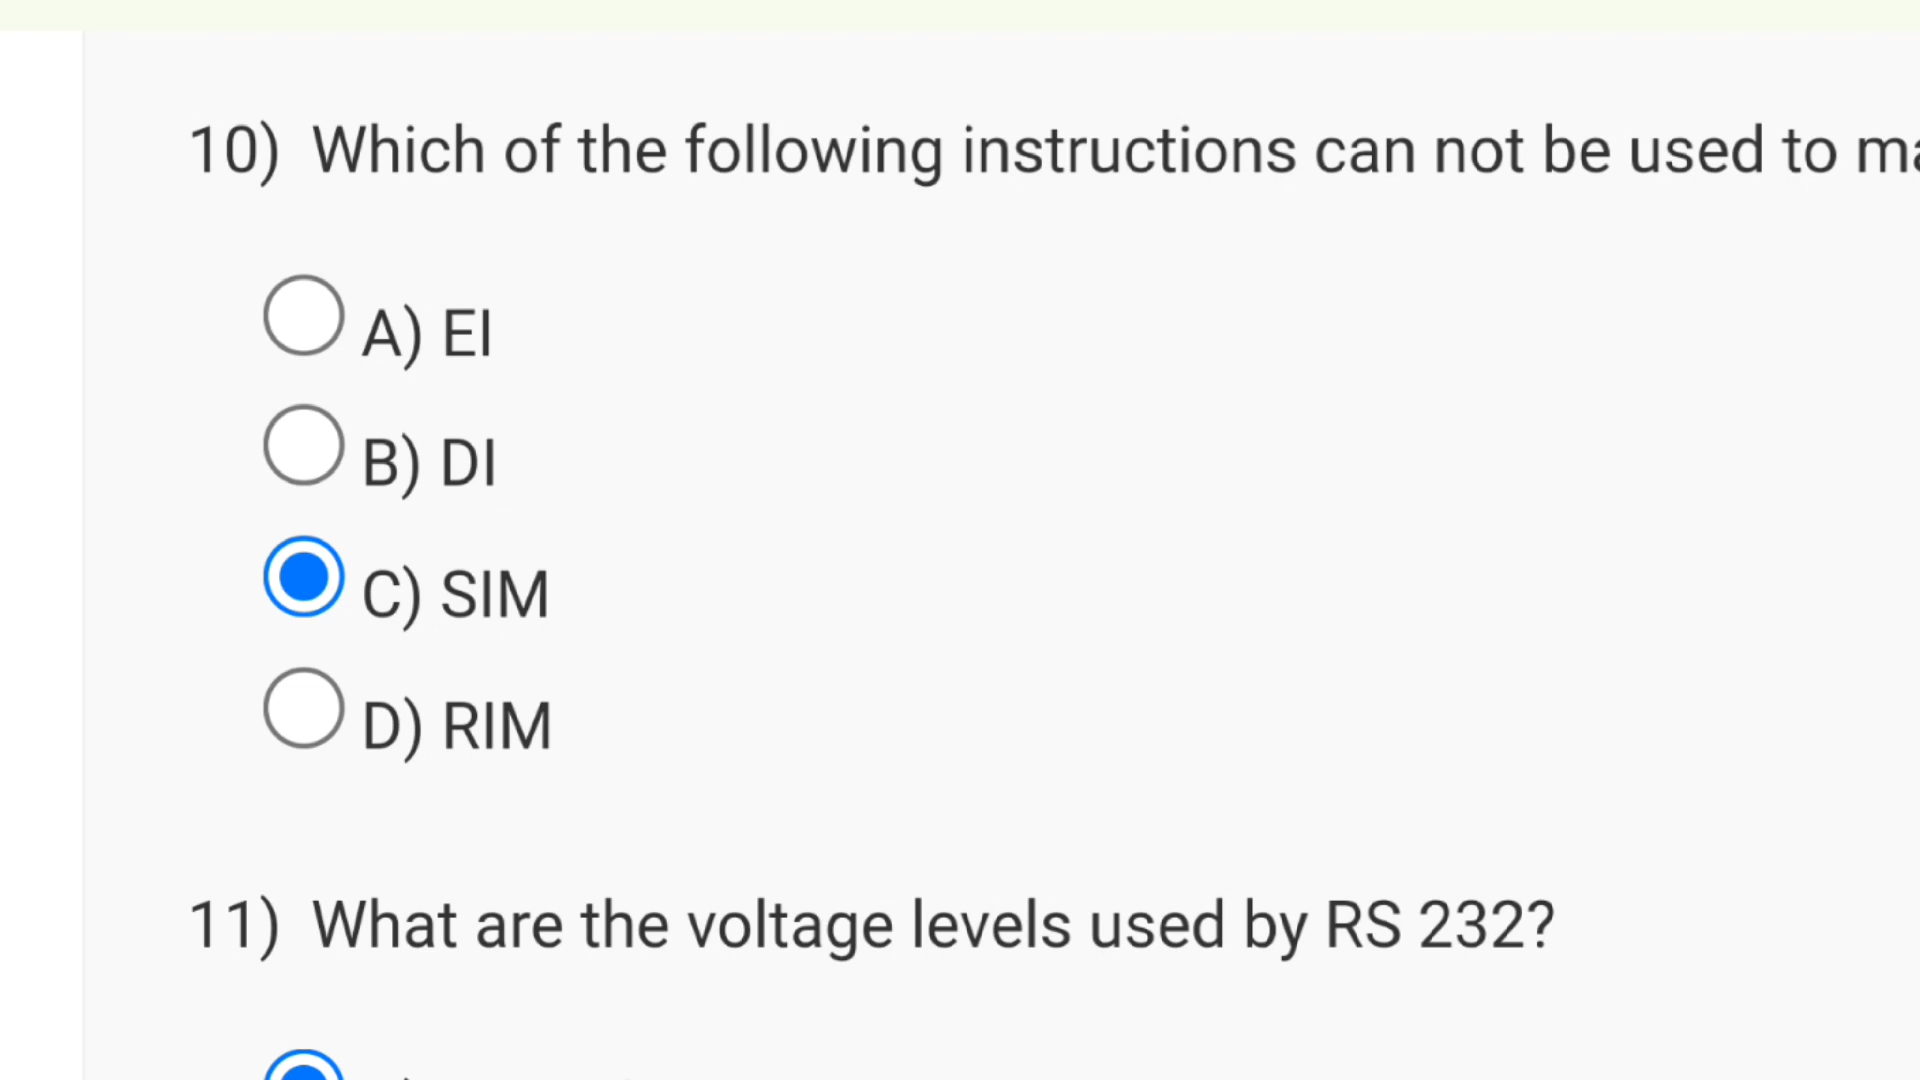 10) Which of the following instructions can not be used to
A) EI
B) DI
C) SIM
D) RIM
11) What are the voltage levels used by RS 232?